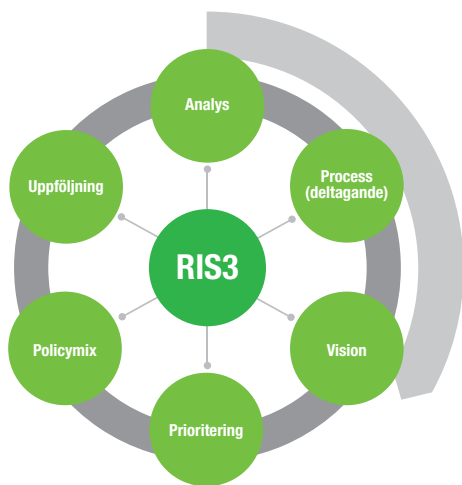 Analys
Process
(deltagande)
Vision
Prioritering
Policymix
Uppföljning
RIS3